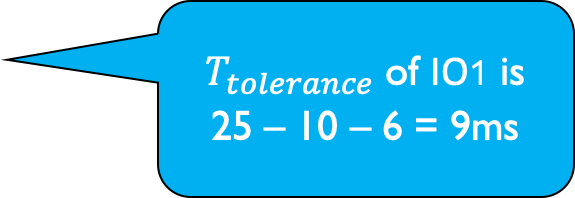 T_tolerance of IO1 is
25 – 10 – 6 = 9ms